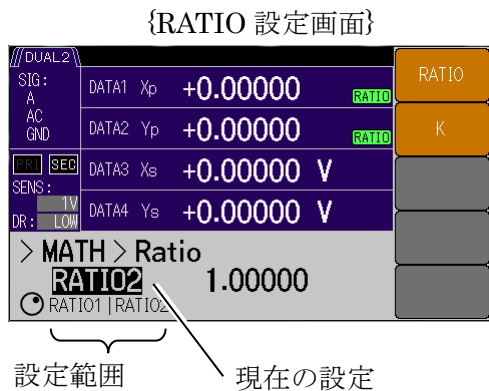 {RATIO 設定画面}
DUAL2
SIG:
A
AC
GND
DATA1 Xp +0.00000 RATIO
DATA2 Yp +0.00000 RATIO
PRI SEC
SENS:
1V
DR: LOW
DATA3 Xs +0.00000 V
DATA4 Ys +0.00000 V
RATIO
K
> MATH > Ratio
RATIO2 1.00000
RATIO1 | RATIO2
設定範囲
現在の設定